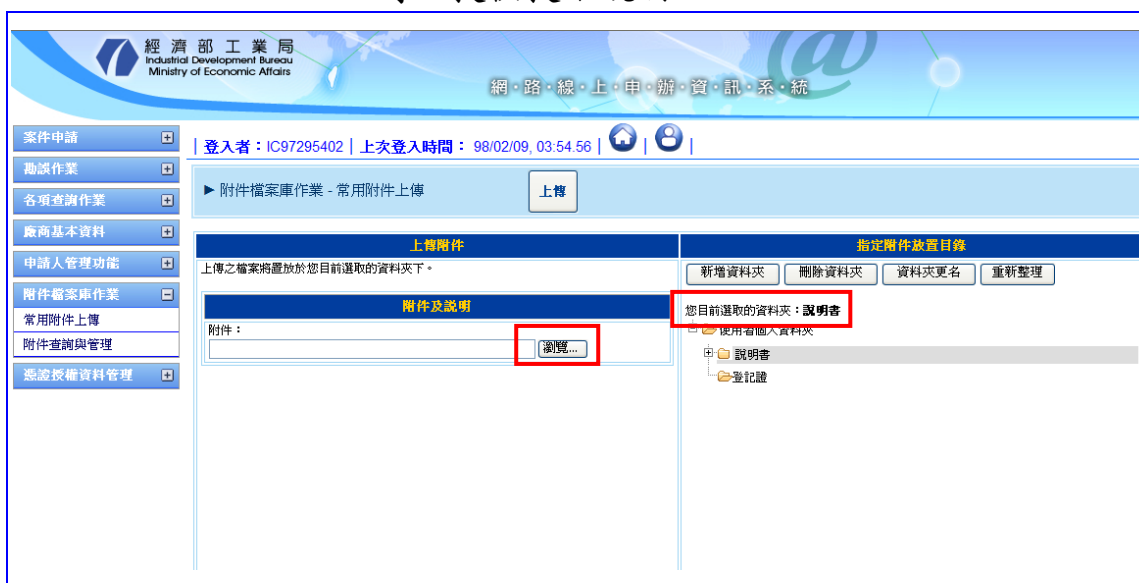 經濟部工業局
Industrial Development Bureau
Ministry of Economic Affairs
網‧路‧線‧上‧申‧辦‧資‧訊‧系‧統
案件申請
勘誤作業
各項查詢作業
廠商基本資料
申請人管理功能
附件檔案庫作業
常用附件上傳
附件查詢與管理
憑證授權資料管理
| 登入者：IC97295402 | 上次登入時間： 98/02/09, 03:54.56 | | |
► 附件檔案庫作業 - 常用附件上傳
上傳
上傳附件
上傳之檔案將置放於您目前選取的資料夾下。
附件及說明
附件：
瀏覽...
指定附件放置目錄
新增資料夾 刪除資料夾 資料夾更名 重新整理
您目前選取的資料夾：說明書
使用者個人資料夾
說明書
登記證